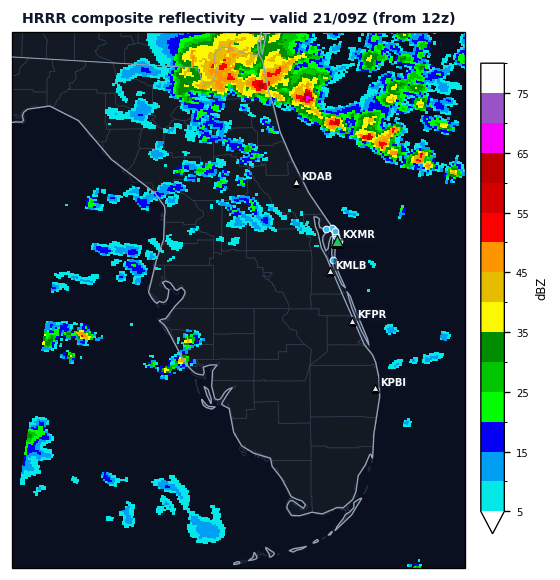 HRRR composite reflectivity — valid 21/09Z (from 12z)
KDAB
KXMR
KMLB
KFPR
KPBI
75
65
55
45
35
25
15
5
dBZ